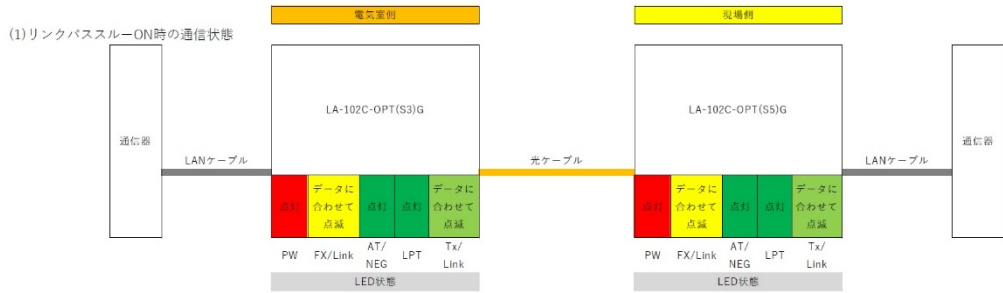 電気室側
現場側
(1)リンクパススルーON時の通信状態
LA-102C-OPT(S3)G
LA-102C-OPT(S5)G
通信器
LANケーブル
光ケーブル
LANケーブル
通信器
点灯
データに
合わせて
点滅
点灯
点灯
データに
合わせて
点滅
点灯
データに
合わせて
点滅
点灯
点灯
データに
合わせて
点滅
PW
FX/Link
AT/
NEG
LPT
Tx/
Link
PW
FX/Link
AT/
NEG
LPT
Tx/
Link
LED状態
LED状態